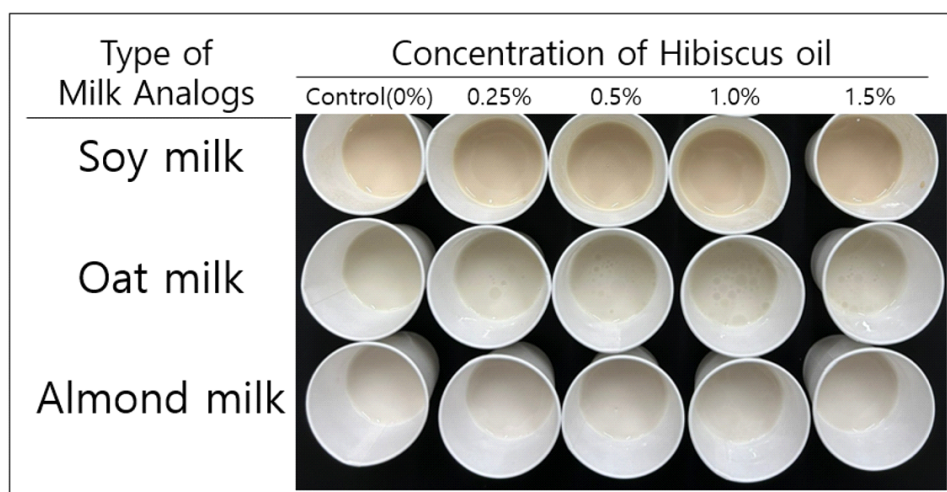 Type of
Milk Analogs
Concentration of Hibiscus oil
Control(0%) 0.25% 0.5% 1.0% 1.5%
Soy milk
Oat milk
Almond milk